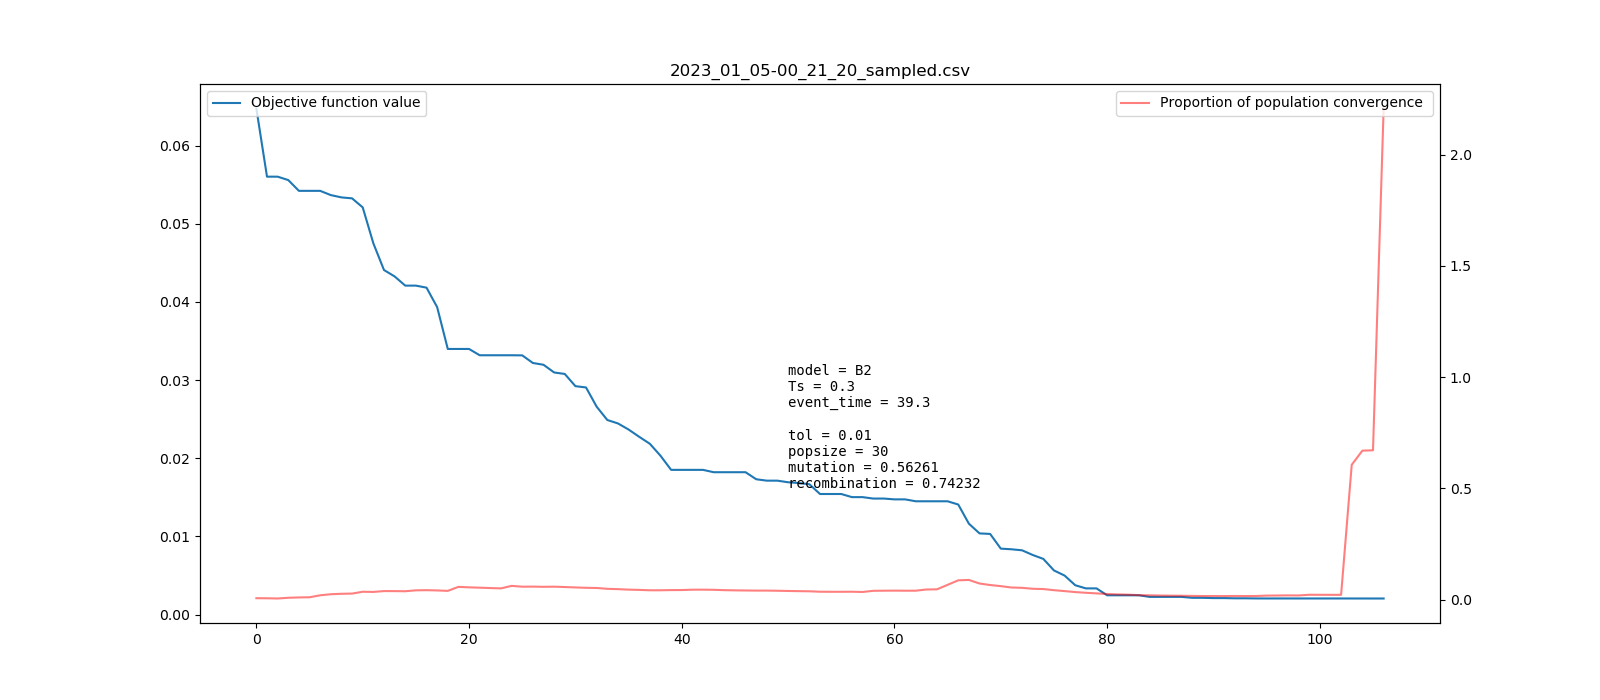 2023_01_05-00_21_20_sampled.csv
Objective function value
Proportion of population convergence
0.06
0.05
0.04
0.03
0.02
0.01
0.00
2.0
1.5
1.0
0.5
0.0
model = B2
Ts = 0.3
event_time = 39.3
tol = 0.01
popsize = 30
mutation = 0.56261
recombination = 0.74232
0 20 40 60 80 100